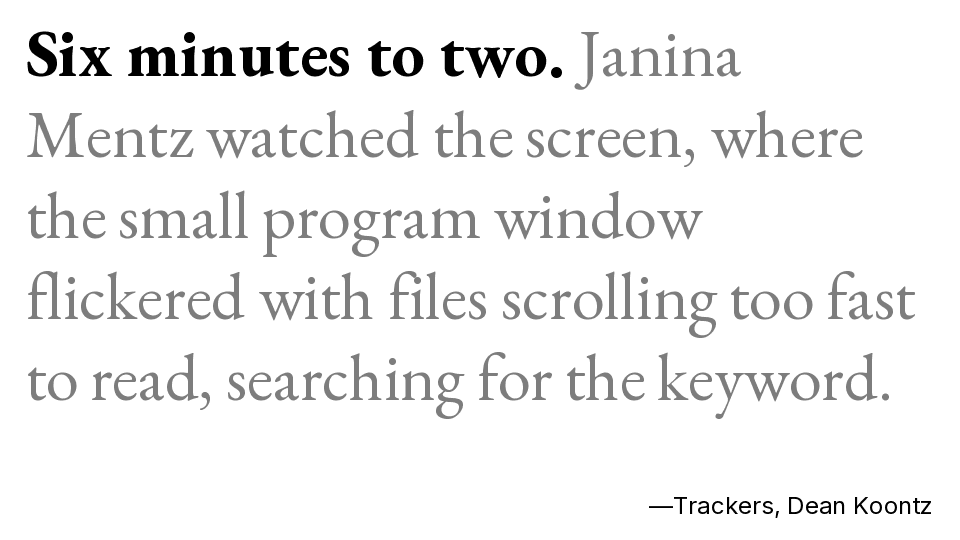 Six minutes to two. Janina
Mentz watched the screen, where
the small program window
flickered with files scrolling too fast
to read, searching for the keyword.
—Trackers, Dean Koontz